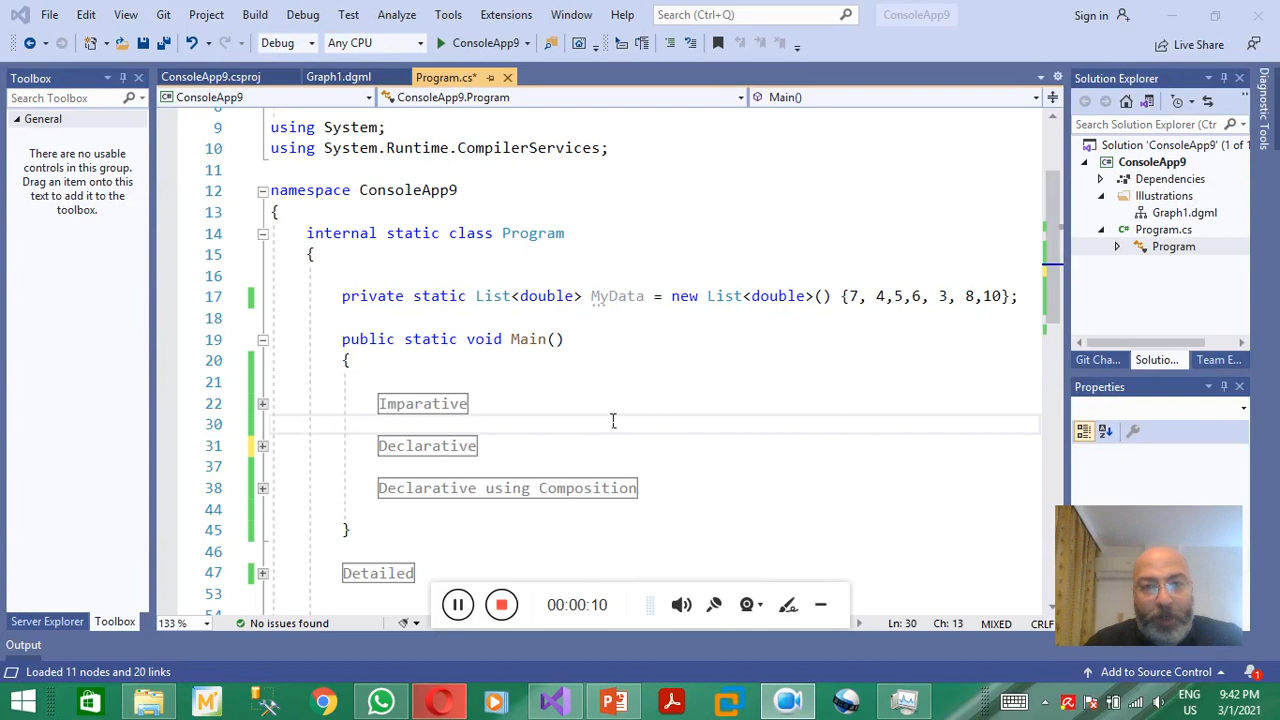 File Edit View Git Project Build Debug Test Analyze Tools Extensions Window Help Search (Ctrl+Q) ConsoleApp9 Sign in
Debug Any CPU ConsoleApp9 Live Share
Toolbox
ConsoleApp9.csproj Graph1.dgml Program.cs*
Solution Explorer
Search Toolbox
ConsoleApp9 ConsoleApp9.Program Main()
General
There are no usable
controls in this group.
Drag an item onto this
text to add it to the
toolbox.
9 using System;
10 using System.Runtime.CompilerServices;
11
12 namespace ConsoleApp9
13 {
14 internal static class Program
15 {
16
17 private static List<double> MyData = new List<double>() {7, 4,5,6, 3, 8,10};
18
19 public static void Main()
20 {
21
22 Imparative
30
31 Declarative
37
38 Declarative using Composition
44
45 }
46
47 Detailed
53
Search Solution Explorer (Ctr
Solution 'ConsoleApp9' (1 of 1
ConsoleApp9
Dependencies
Illustrations
Graph1.dgml
Program.cs
Program
Git Cha... Solutio... Team E...
Properties
Diagnostic Tools
00:00:10
Server Explorer Toolbox
133 % No issues found Ln: 30 Ch: 13 MIXED CRLF
Output
Loaded 11 nodes and 20 links Add to Source Control 1
ENG
US
9:42 PM
3/1/2021